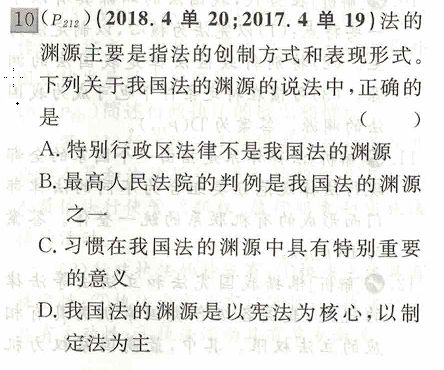 10(P₂₁₂)(2018.4单20;2017.4单19)法的
渊源主要是指法的创制方式和表现形式。
下列关于我国法的渊源的说法中,正确的
是 ( )
A.特别行政区法律不是我国法的渊源
B.最高人民法院的判例是我国法的渊源
之一
C.习惯在我国法的渊源中具有特别重要
的意义
D.我国法的渊源是以宪法为核心,以制
定法为主